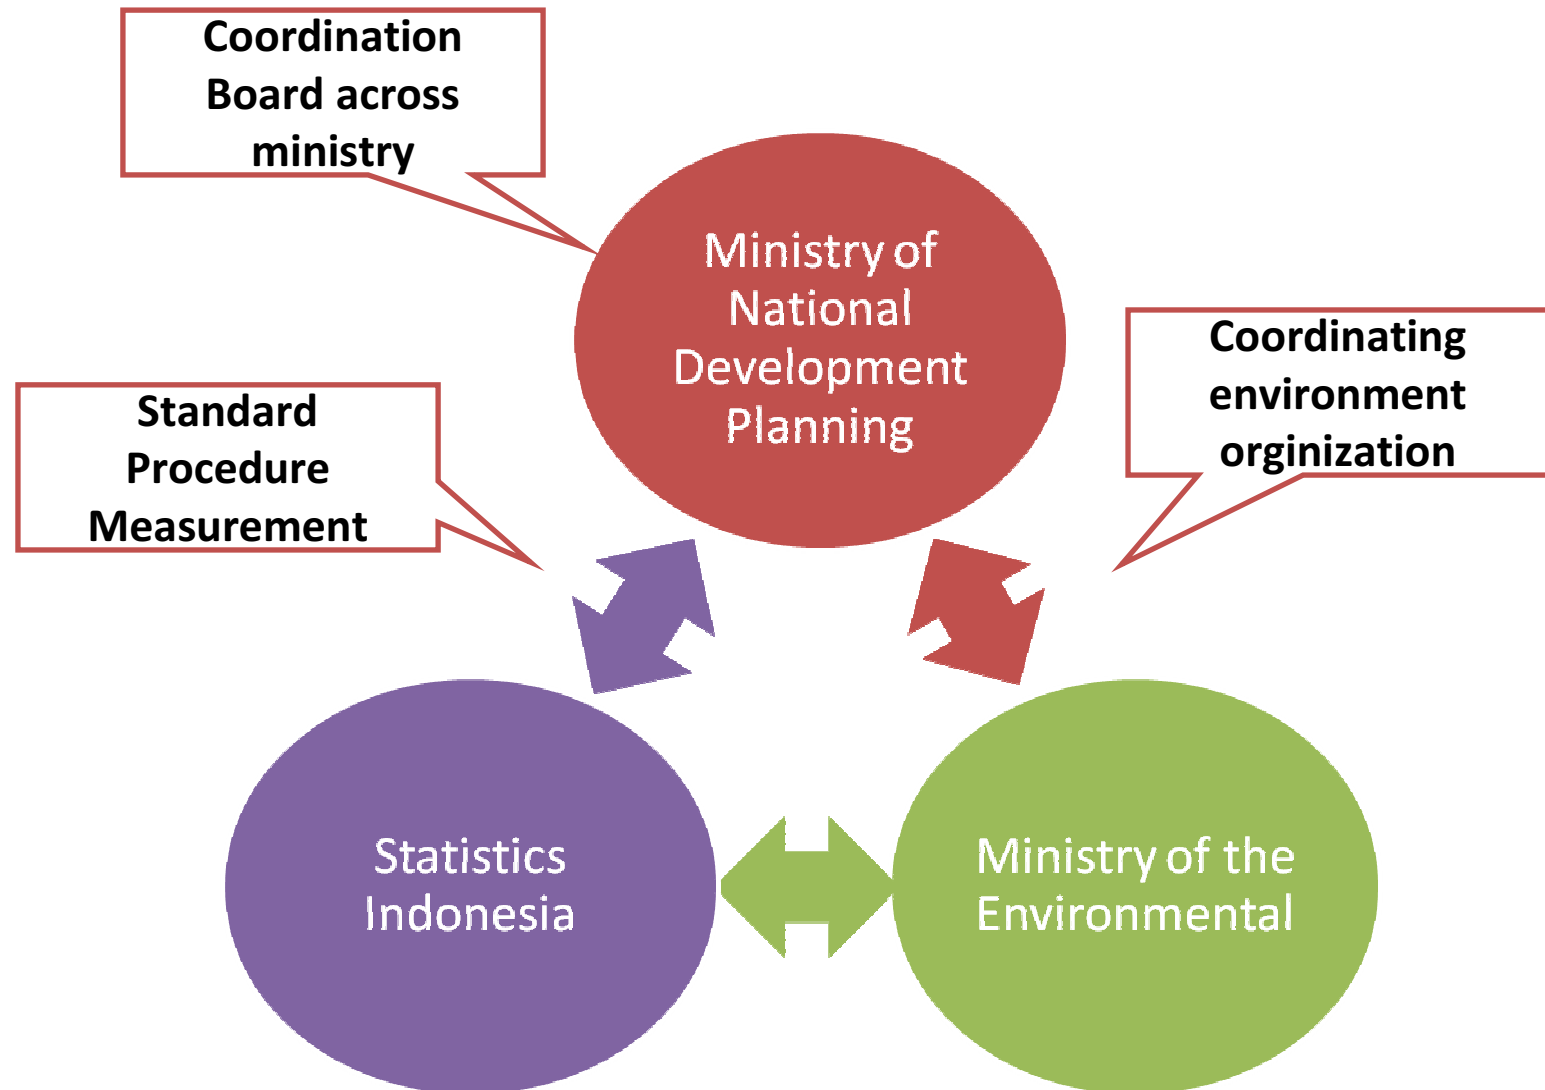 Coordination
Board across
ministry
Ministry of
National
Development
Planning
Coordinating
environment
orginization
Standard
Procedure
Measurement
Statistics
Indonesia
Ministry of the
Environmental